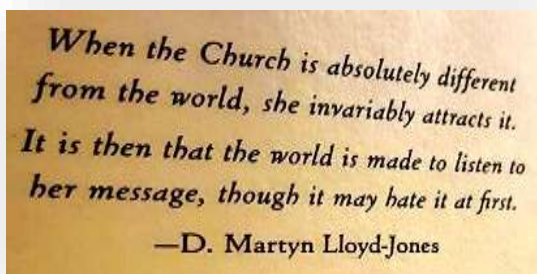 When the Church is absolutely different
from the world, she invariably attracts it.
It is then that the world is made to listen to
her message, though it may hate it at first.
—D. Martyn Lloyd-Jones